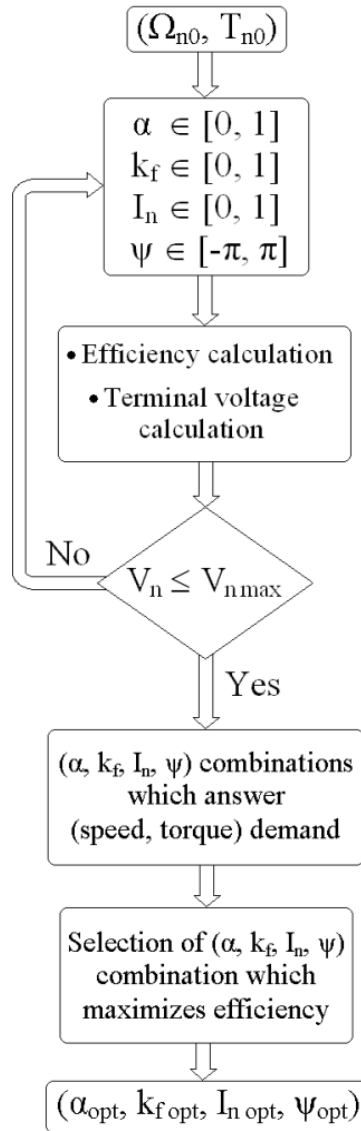 (Ωn0, Tn0)
α ∈ [0, 1]
kf ∈ [0, 1]
In ∈ [0, 1]
ψ ∈ [-π, π]
• Efficiency calculation
• Terminal voltage
calculation
No
Vn ≤ Vn max
Yes
(α, kf, In, ψ) combinations
which answer
(speed, torque) demand
Selection of (α, kf, In, ψ)
combination which
maximizes efficiency
(αopt, kf opt, In opt, ψopt)